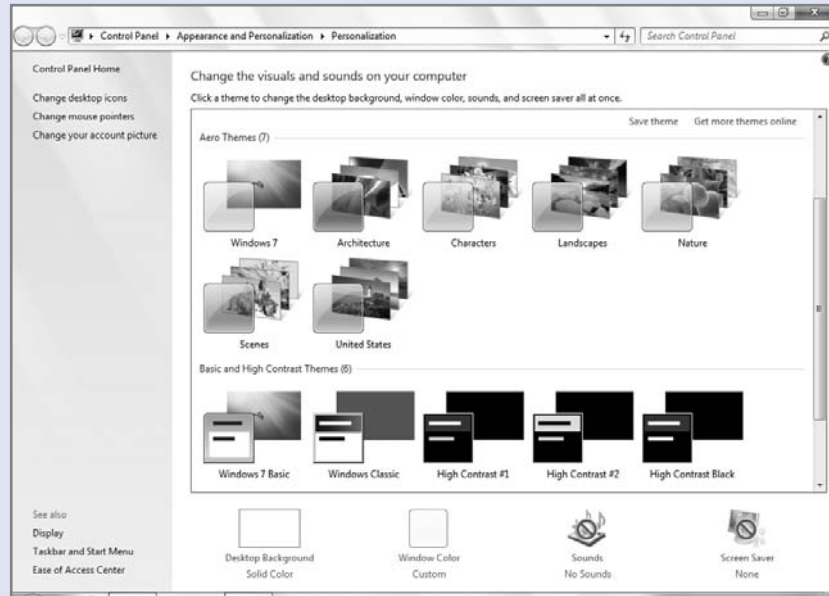 Control Panel ▸ Appearance and Personalization ▸ Personalization
Search Control Panel
Control Panel Home
Change desktop icons
Change mouse pointers
Change your account picture
Change the visuals and sounds on your computer
Click a theme to change the desktop background, window color, sounds, and screen saver all at once.
Save theme Get more themes online
Aero Themes (7)
Windows 7 Architecture Characters Landscapes Nature
Scenes United States
Basic and High Contrast Themes (6)
Windows 7 Basic Windows Classic High Contrast #1 High Contrast #2 High Contrast Black
See also
Display
Taskbar and Start Menu
Ease of Access Center
Desktop Background Window Color Sounds Screen Saver
Solid Color Custom No Sounds None